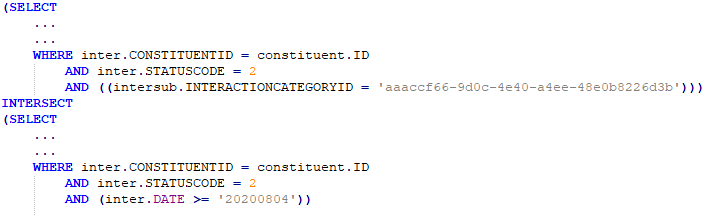 (SELECT
...
...
WHERE inter.CONSTITUENTID = constituent.ID
AND inter.STATUSCODE = 2
AND ((intersub.INTERACTIONCATEGORYID = 'aaaccf66-9d0c-4e40-a4ee-48e0b8226d3b')))
INTERSECT
(SELECT
...
...
WHERE inter.CONSTITUENTID = constituent.ID
AND inter.STATUSCODE = 2
AND (inter.DATE >= '20200804'))